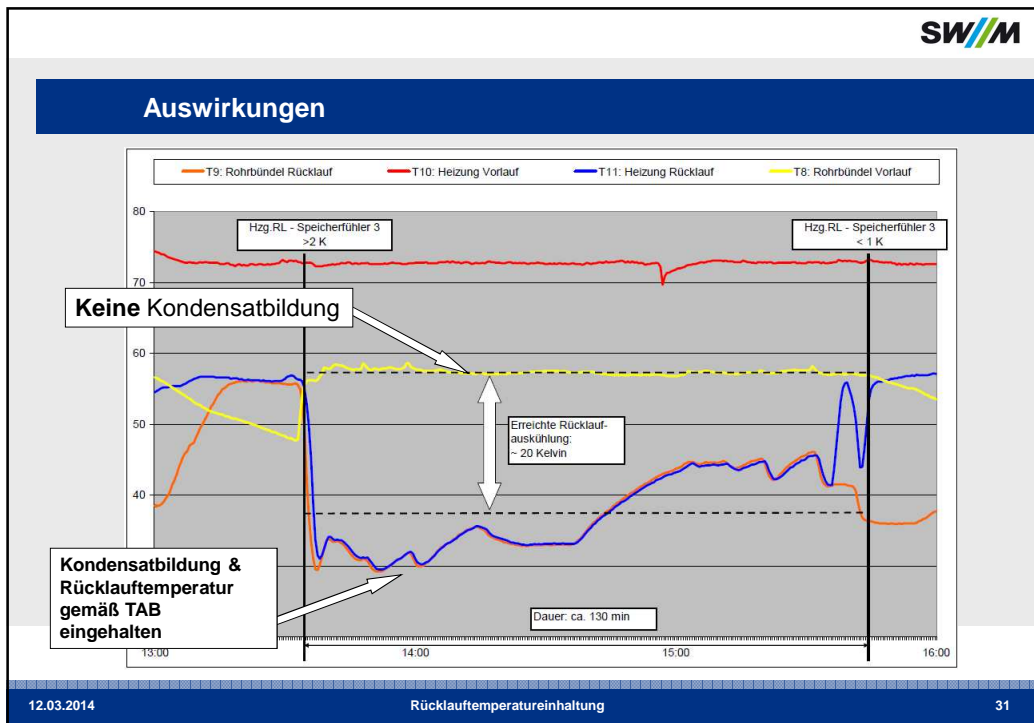 SW//M
Auswirkungen
T9: Rohrbündel Rücklauf
T10: Heizung Vorlauf
T11: Heizung Rücklauf
T8: Rohrbündel Vorlauf
80
70
60
50
40
Hzg.RL - Speicherfühler 3
>2 K
Hzg.RL - Speicherfühler 3
< 1 K
Keine Kondensatbildung
Erreichte Rücklauf-
auskühlung:
~ 20 Kelvin
Kondensatbildung &
Rücklauftemperatur
gemäß TAB
eingehalten
Dauer: ca. 130 min
13:00
14:00
15:00
16:00
12.03.2014
Rücklauftemperatureinhaltung
31